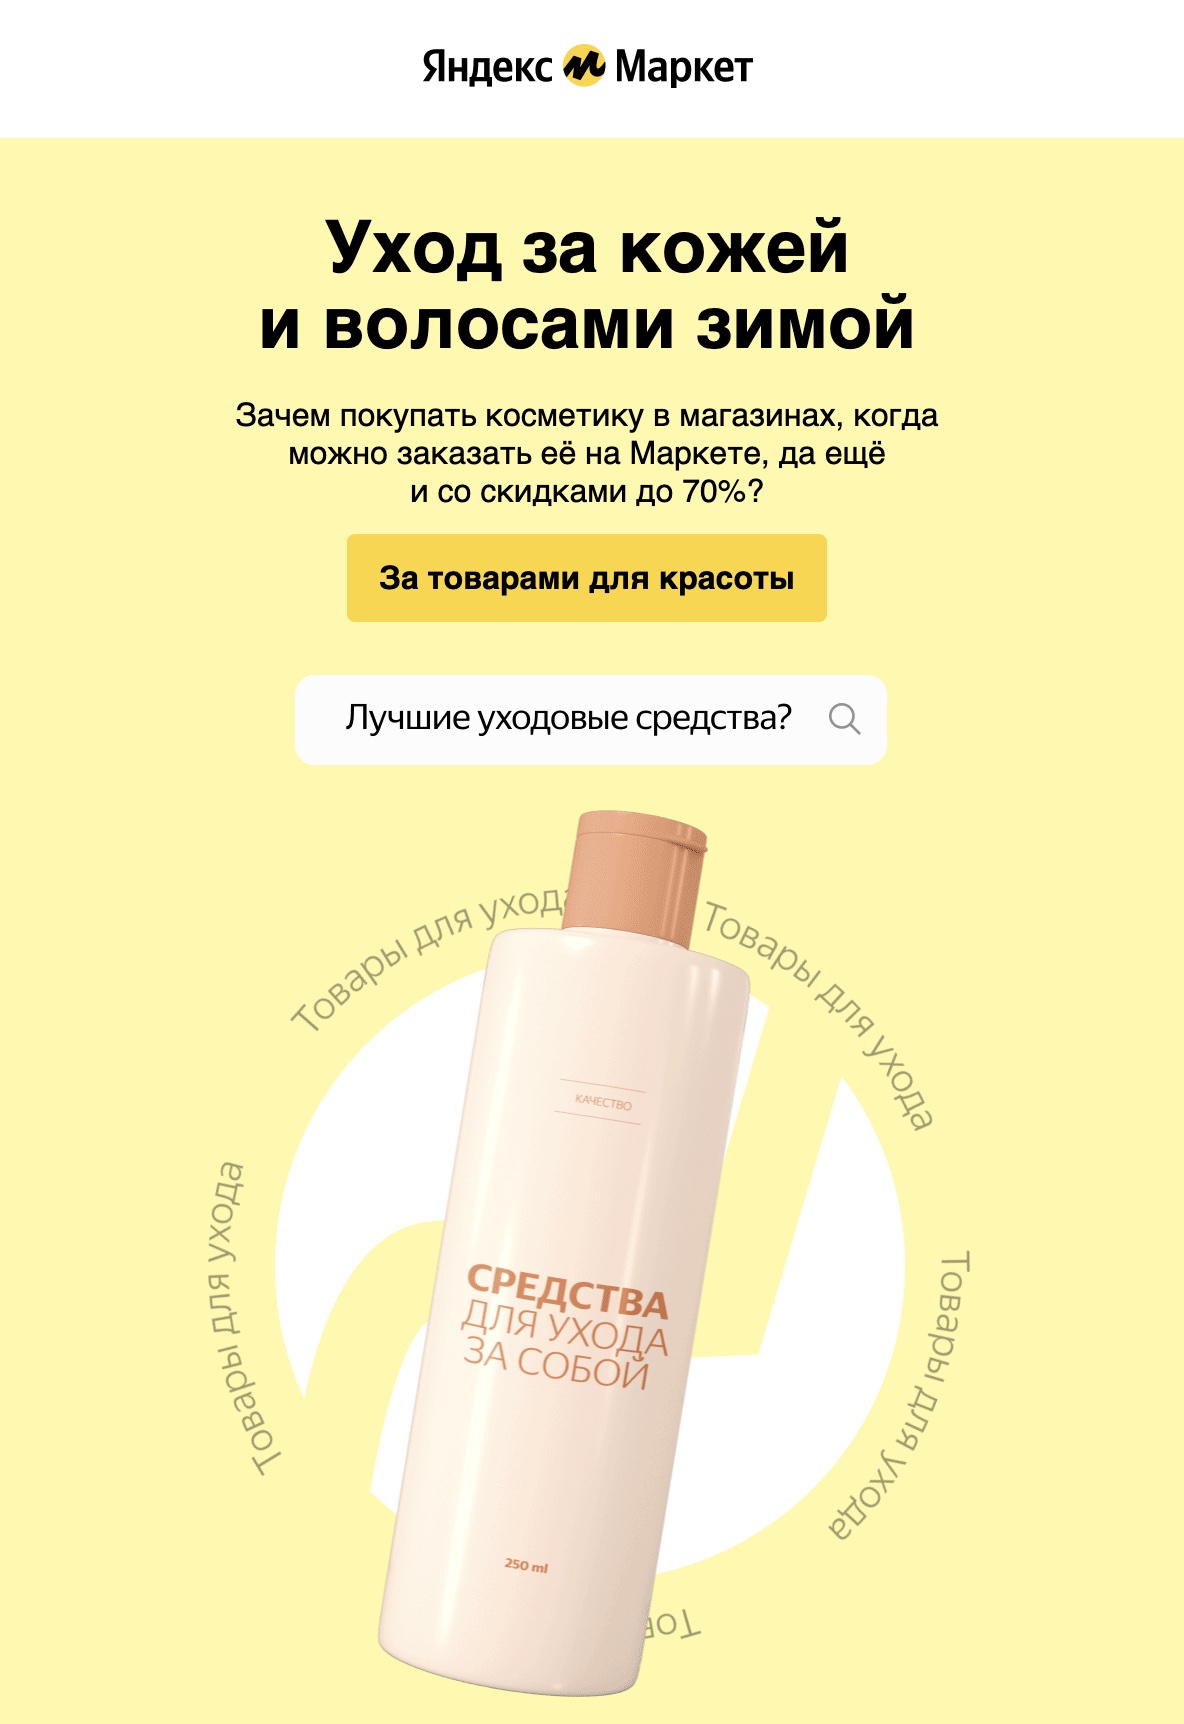 Яндекс Маркет
Уход за кожей
и волосами зимой
Зачем покупать косметику в магазинах, когда
можно заказать её на Маркете, да ещё
и со скидками до 70%?
За товарами для красоты
Лучшие уходовые средства?
Товары для ухода
Товары для ухода
КАЧЕСТВО
Товары для ухода
Товары для ухода
СРЕДСТВА
ДЛЯ УХОДА
ЗА СОБОЙ
250 ml